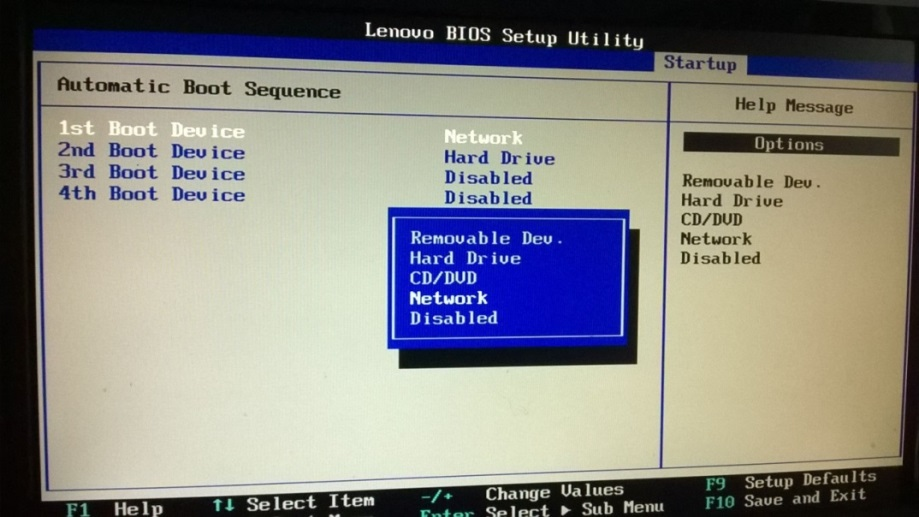 Lenovo BIOS Setup Utility
Startup
Automatic Boot Sequence
Help Message
1st Boot Device Network
2nd Boot Device Hard Drive
3rd Boot Device Disabled
4th Boot Device Disabled
Removable Dev.
Hard Drive
CD/DVD
Network
Disabled
Options
Removable Dev.
Hard Drive
CD/DVD
Network
Disabled
F1 Help ↑↓ Select Item -/+ Change Values F9 Setup Defaults
Enter Select ▶ Sub Menu F10 Save and Exit